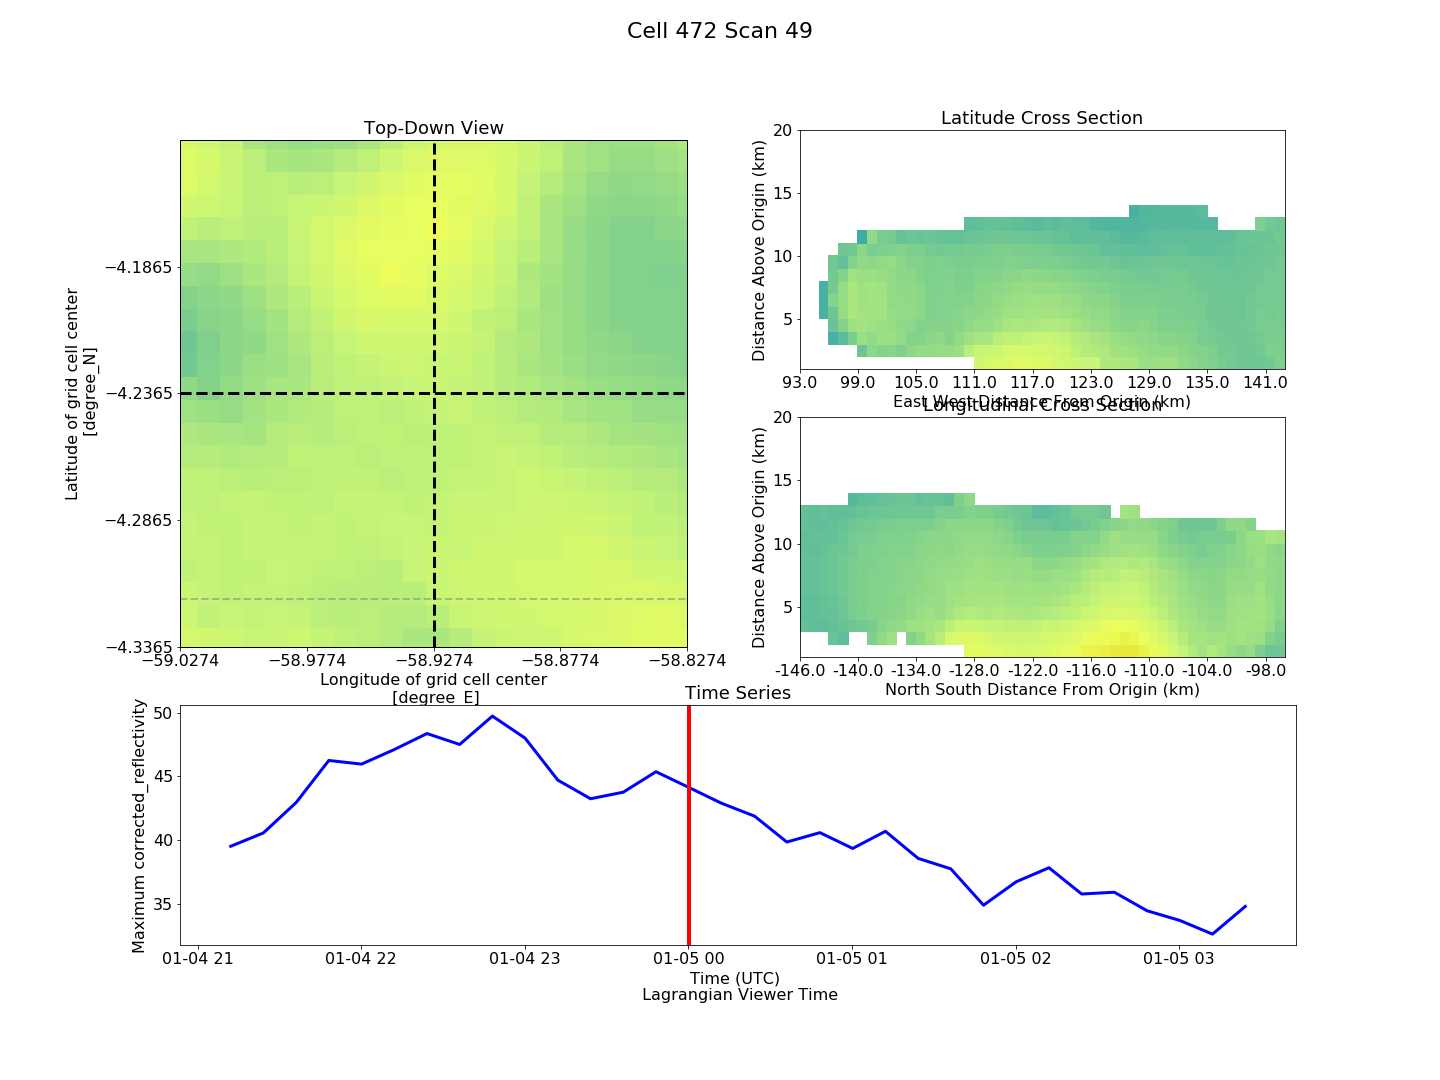 Cell 472 Scan 49
Top-Down View
Latitude of grid cell center
[degree_N]
−4.1865
−4.2365
−4.2865
−4.3365
−59.0274 −58.9774 −58.9274 −58.8774 −58.8274
Longitude of grid cell center
[degree_E]
Latitude Cross Section
Distance Above Origin (km)
20
15
10
5
93.0 99.0 105.0 111.0 117.0 123.0 129.0 135.0 141.0
East West Distance From Origin (km)
Longitudinal Cross Section
Distance Above Origin (km)
20
15
10
5
-146.0 -140.0 -134.0 -128.0 -122.0 -116.0 -110.0 -104.0 -98.0
North South Distance From Origin (km)
Time Series
Maximum corrected_reflectivity
50
45
40
35
01-04 21 01-04 22 01-04 23 01-05 00 01-05 01 01-05 02 01-05 03
Time (UTC)
Lagrangian Viewer Time